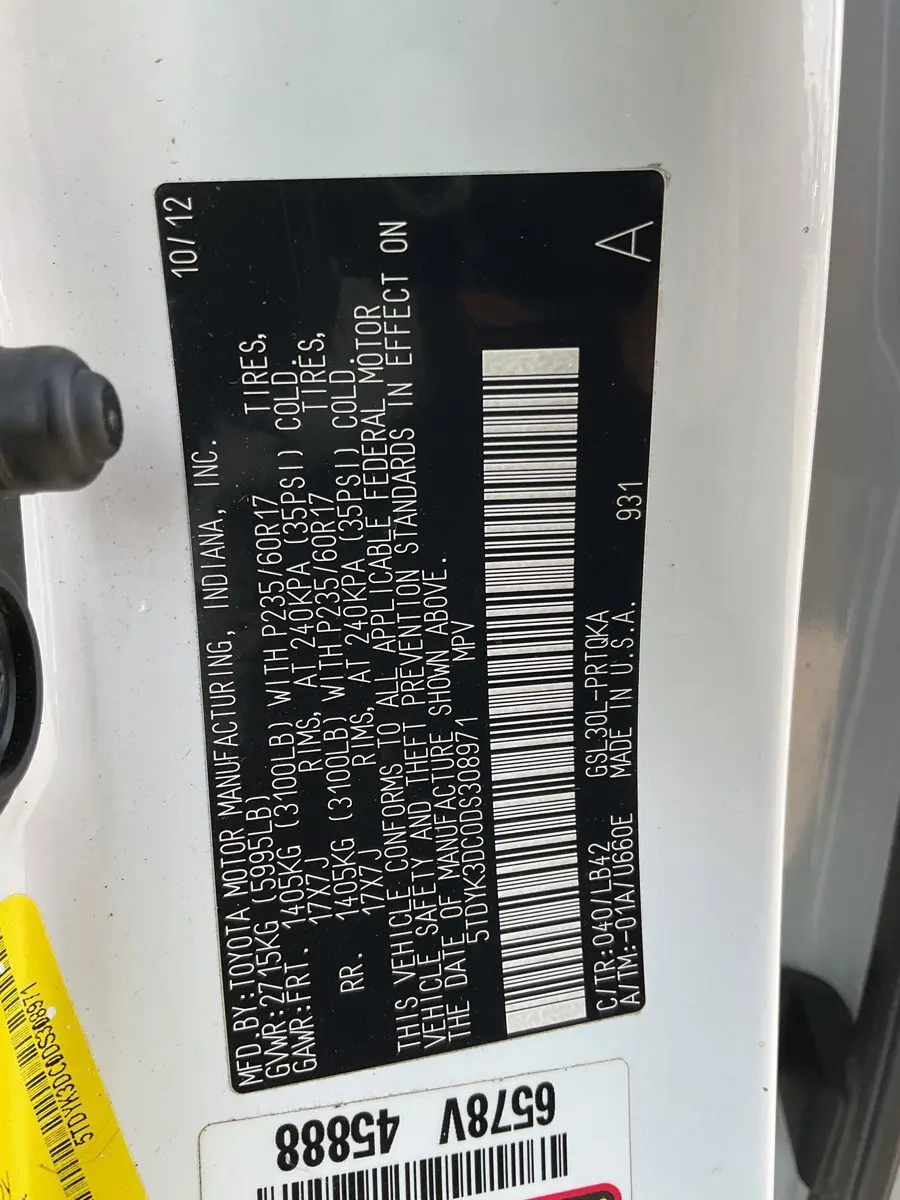 MFD.BY:TOYOTA MOTOR MANUFACTURING, INDIANA, INC. 10/12
GVWR:2715KG (5995LB)
GAWR:FRT. 1405KG (3100LB) WITH P235/60R17 TIRES,
17X7J RIMS, AT 240KPA (35PSI) COLD.
RR. 1405KG (3100LB) WITH P235/60R17 TIRES,
17X7J RIMS, AT 240KPA (35PSI) COLD.
THIS VEHICLE CONFORMS TO ALL APPLICABLE FEDERAL MOTOR
VEHICLE SAFETY AND THEFT PREVENTION STANDARDS IN EFFECT ON
THE DATE OF MANUFACTURE SHOWN ABOVE.
5TDYK3DC0DS308971 MPV
C/TR:040/LB42 GSL30L-PRTQKA 931
A/TM:-01A/U660E MADE IN U.S.A. A
5TDYK3DC0DS308971
6578V
45888